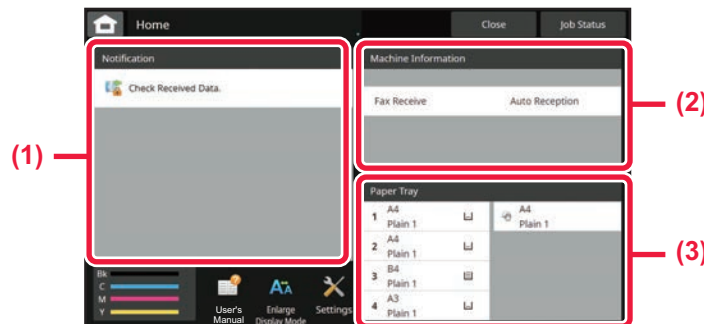 Home
Close
Job Status
Notification
Check Received Data.
Machine Information
Fax Receive
Auto Reception
(1)
(2)
Paper Tray
1
A4
Plain 1
A4
Plain 1
2
A4
Plain 1
3
B4
Plain 1
4
A3
Plain 1
(3)
Bk
C
M
Y
User's
Manual
Enlarge
Display Mode
Settings